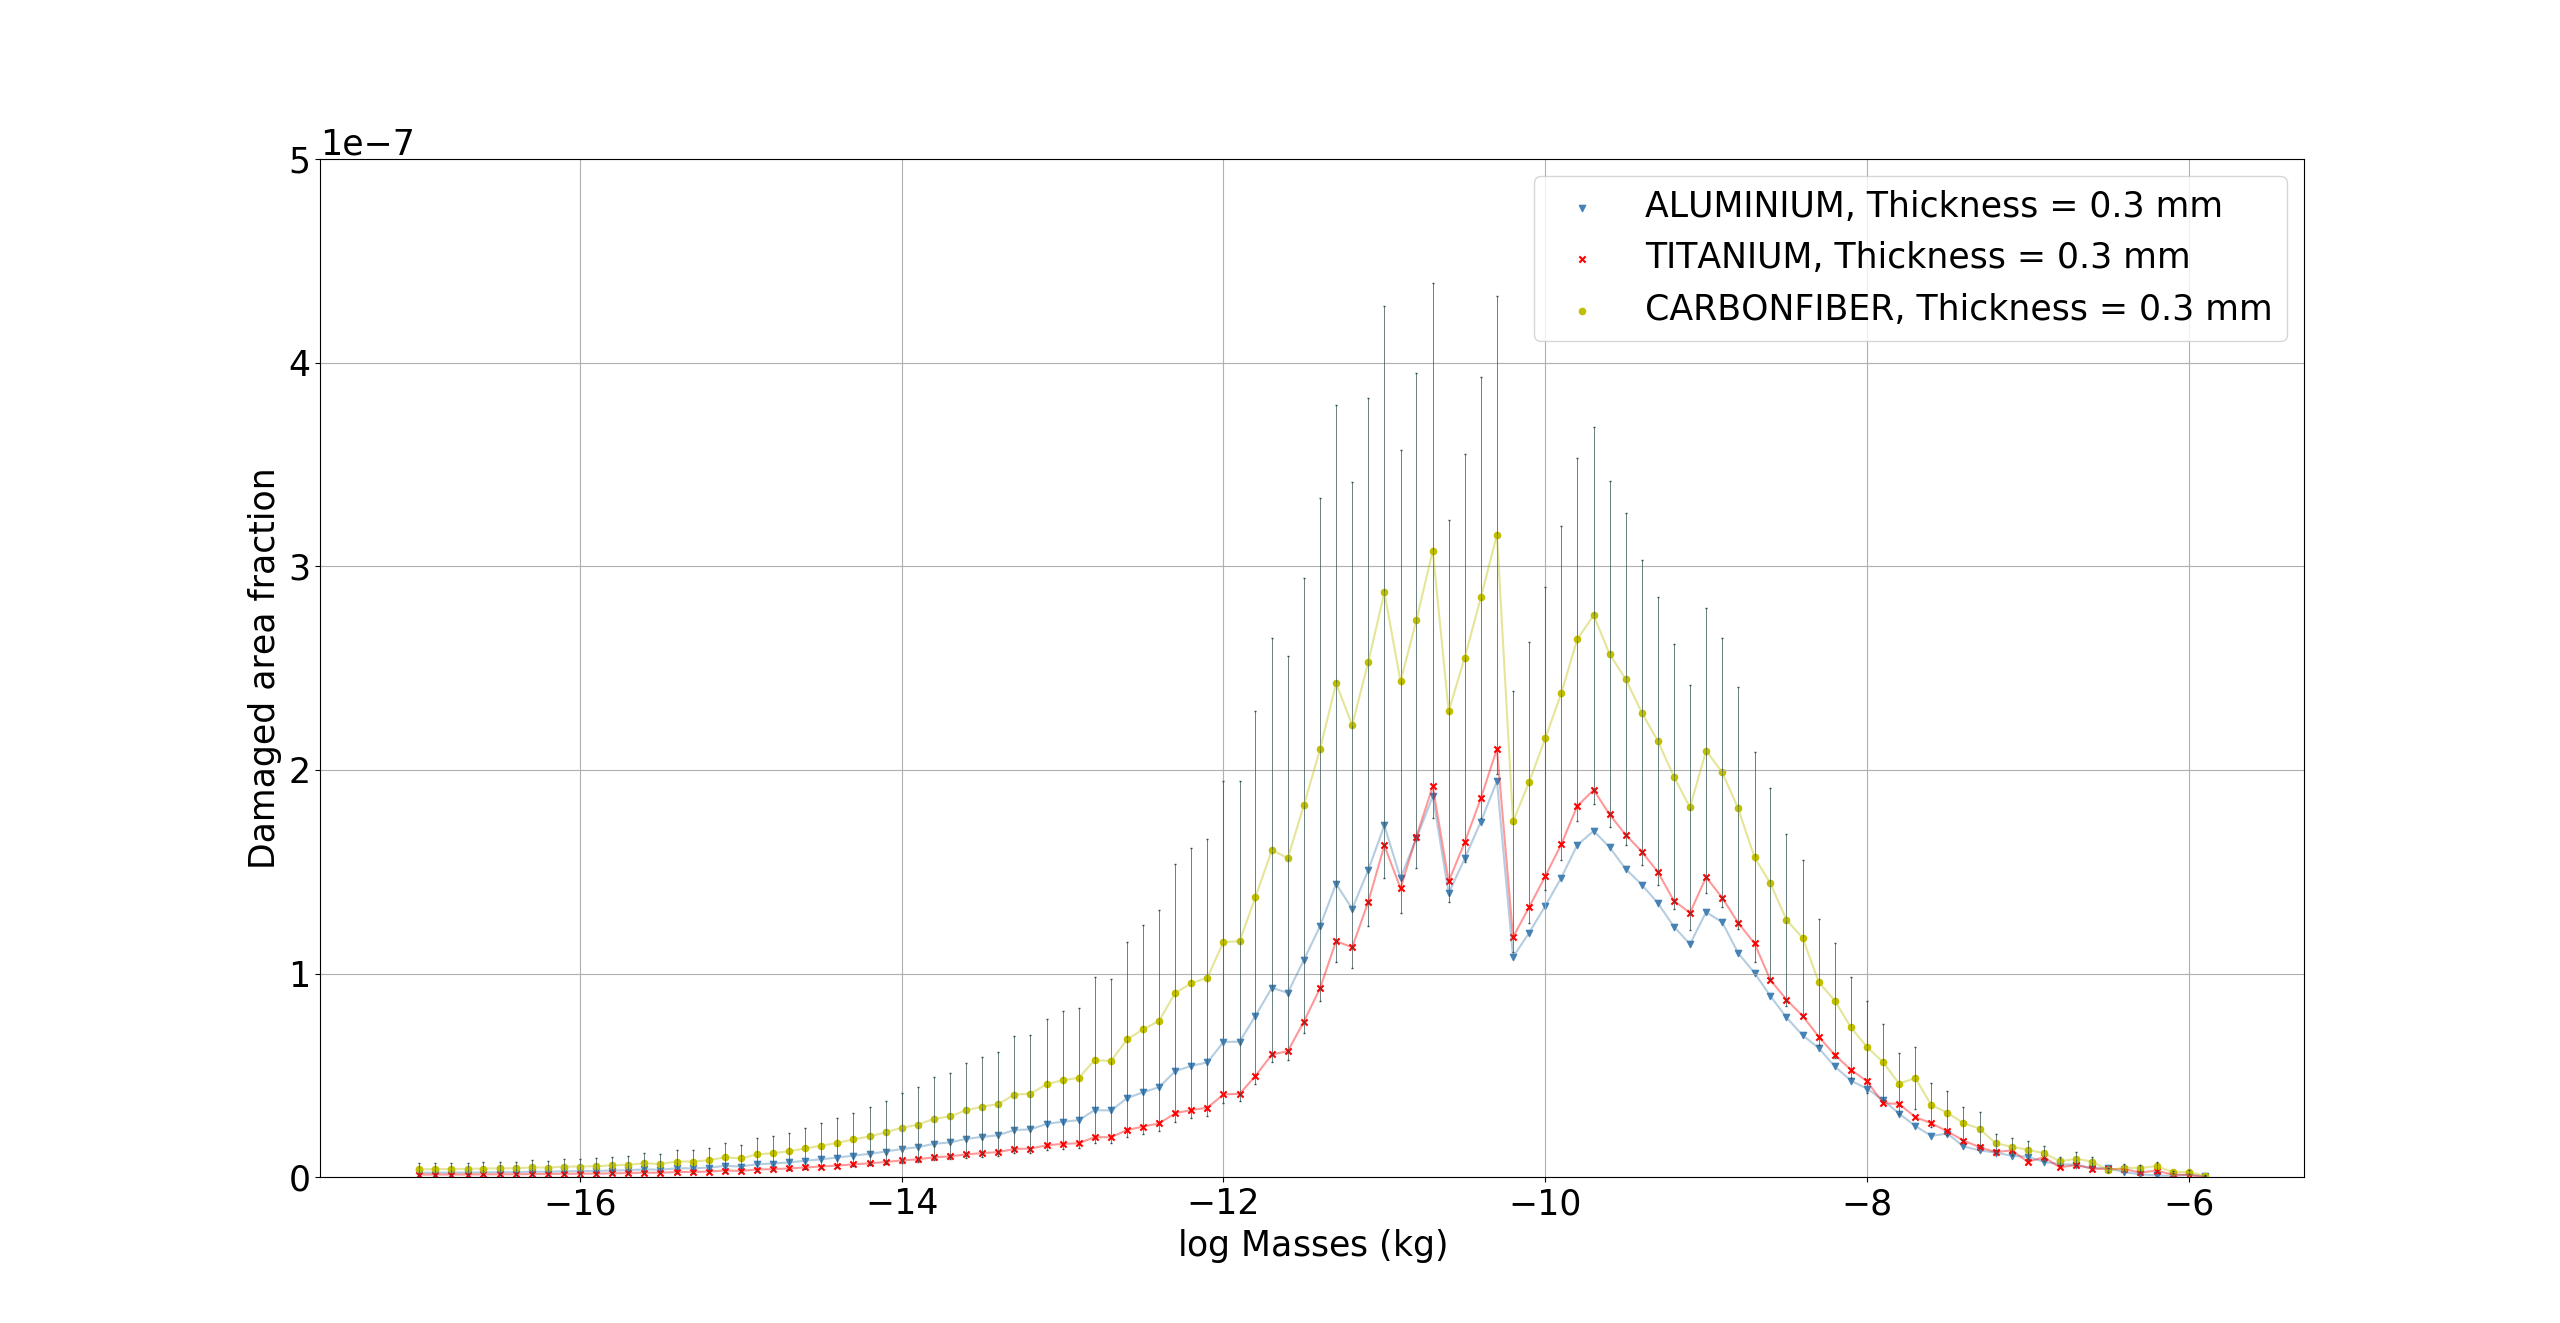 1e−7
5
4
3
2
1
0
Damaged area fraction
ALUMINIUM, Thickness = 0.3 mm
TITANIUM, Thickness = 0.3 mm
CARBONFIBER, Thickness = 0.3 mm
−16 −14 −12 −10 −8 −6
log Masses (kg)